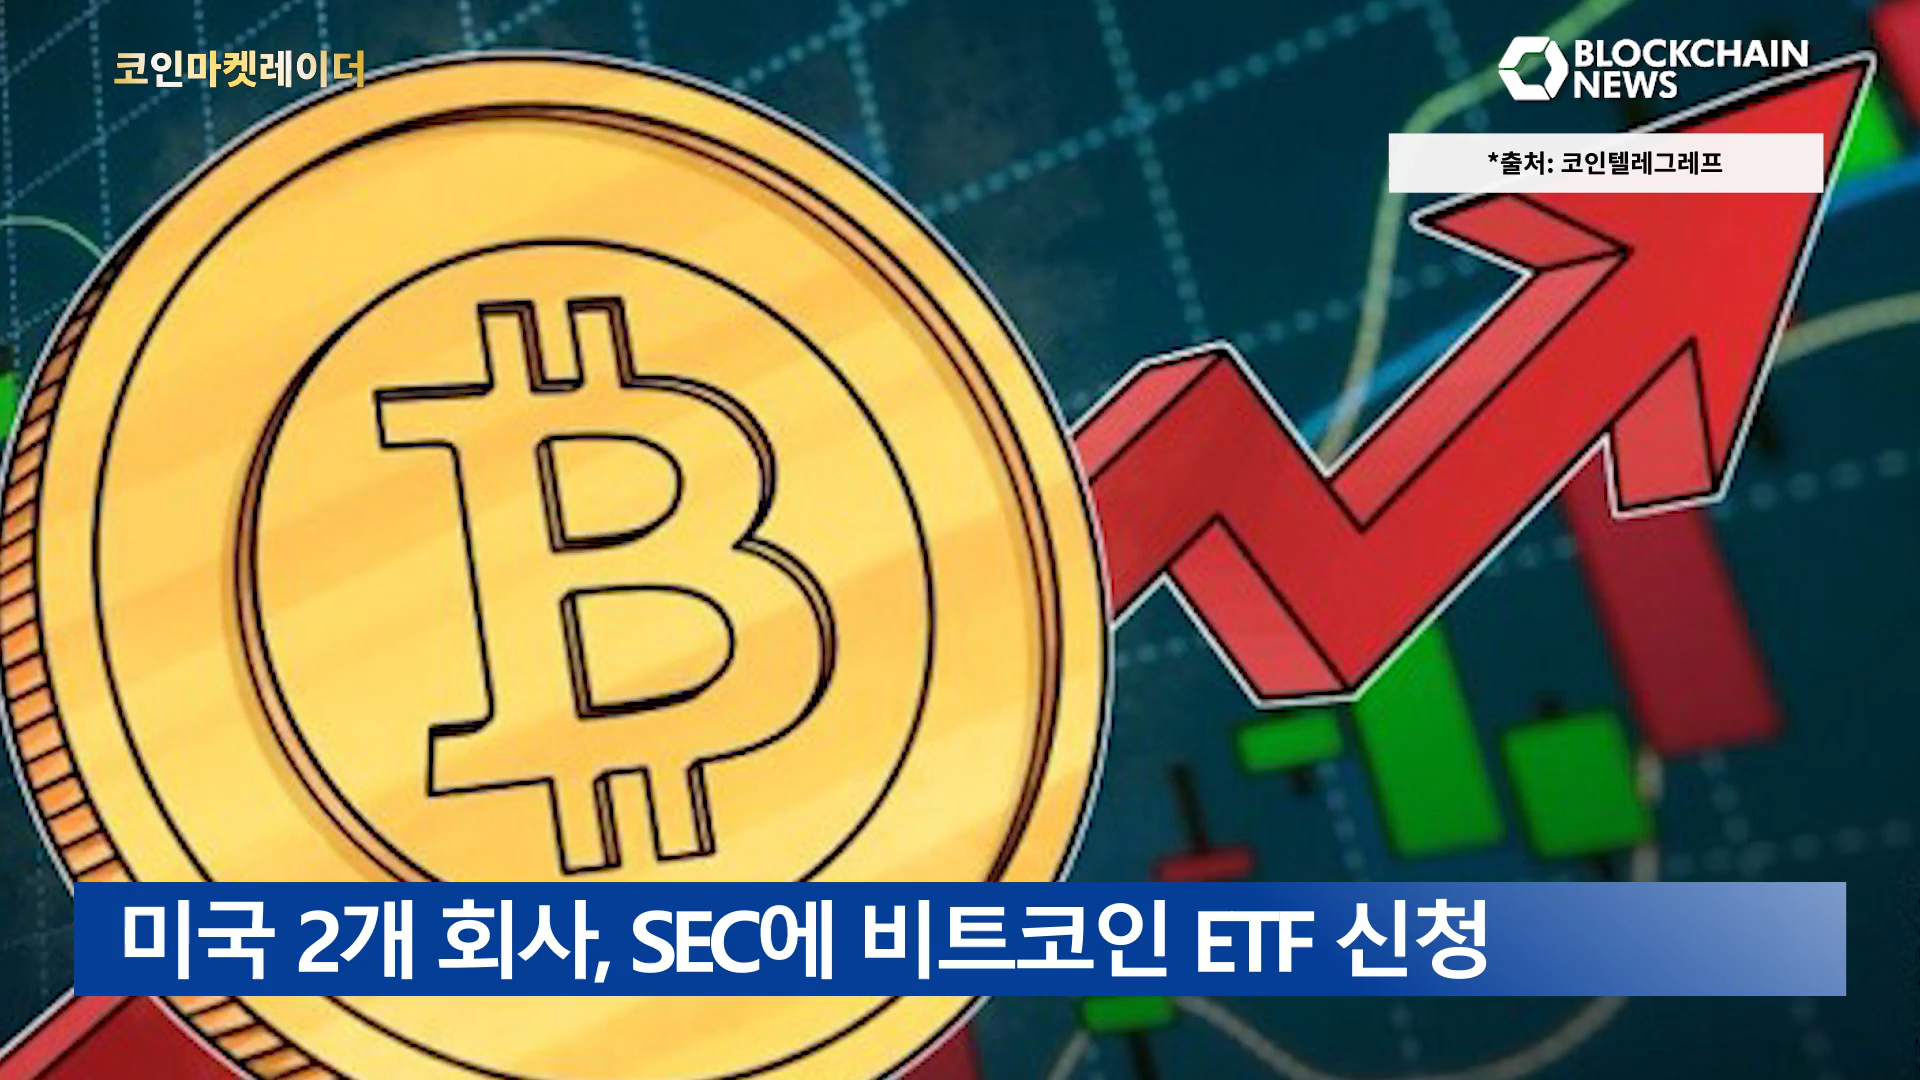 코인마켓레이더
BLOCKCHAIN
NEWS
*출처: 코인텔레그레프
미국 2개 회사, SEC에 비트코인 ETF 신청